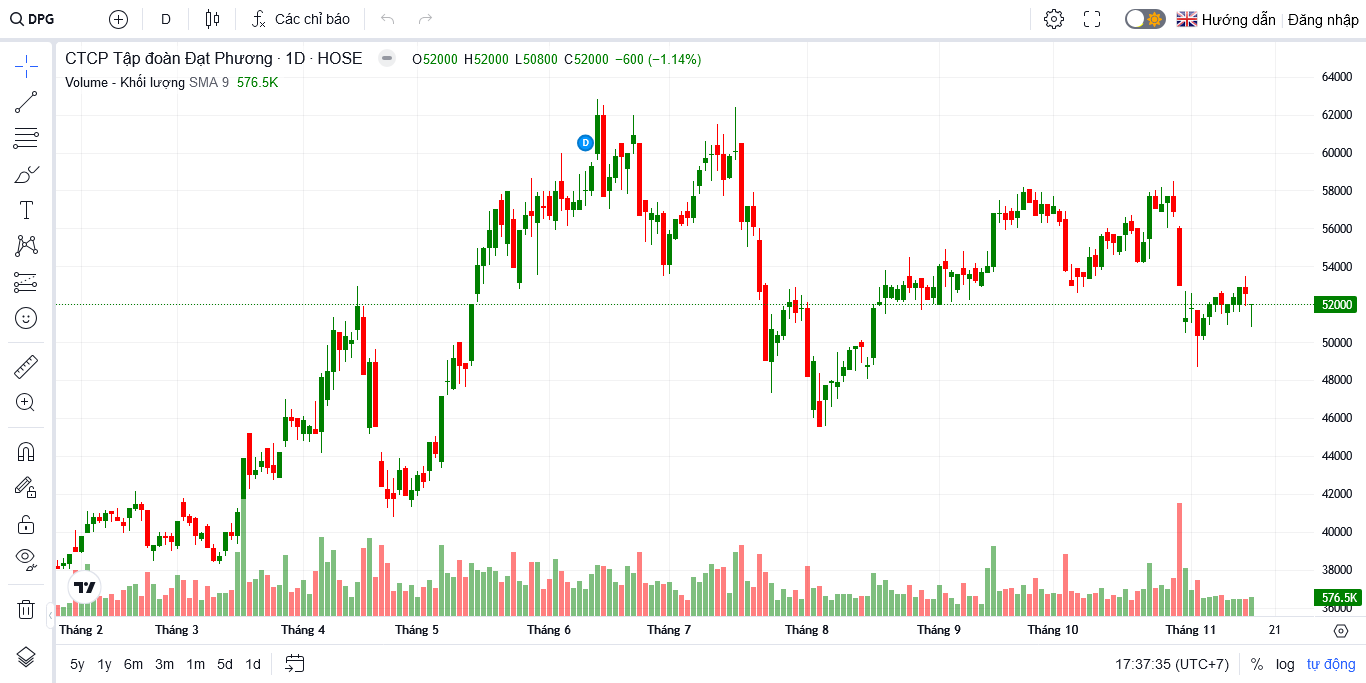 DPG D Các chỉ báo Hướng dẫn Đăng nhập
CTCP Tập đoàn Đạt Phương · 1D · HOSE O52000 H52000 L50800 C52000 −600 (−1.14%)
Volume - Khối lượng SMA 9 576.5K
64000
62000
60000
D
58000
56000
54000
52000
50000
48000
46000
44000
42000
40000
38000
576.5K
36000
Tháng 2 Tháng 3 Tháng 4 Tháng 5 Tháng 6 Tháng 7 Tháng 8 Tháng 9 Tháng 10 Tháng 11 21
5y 1y 6m 3m 1m 5d 1d 17:37:35 (UTC+7) % log tự động